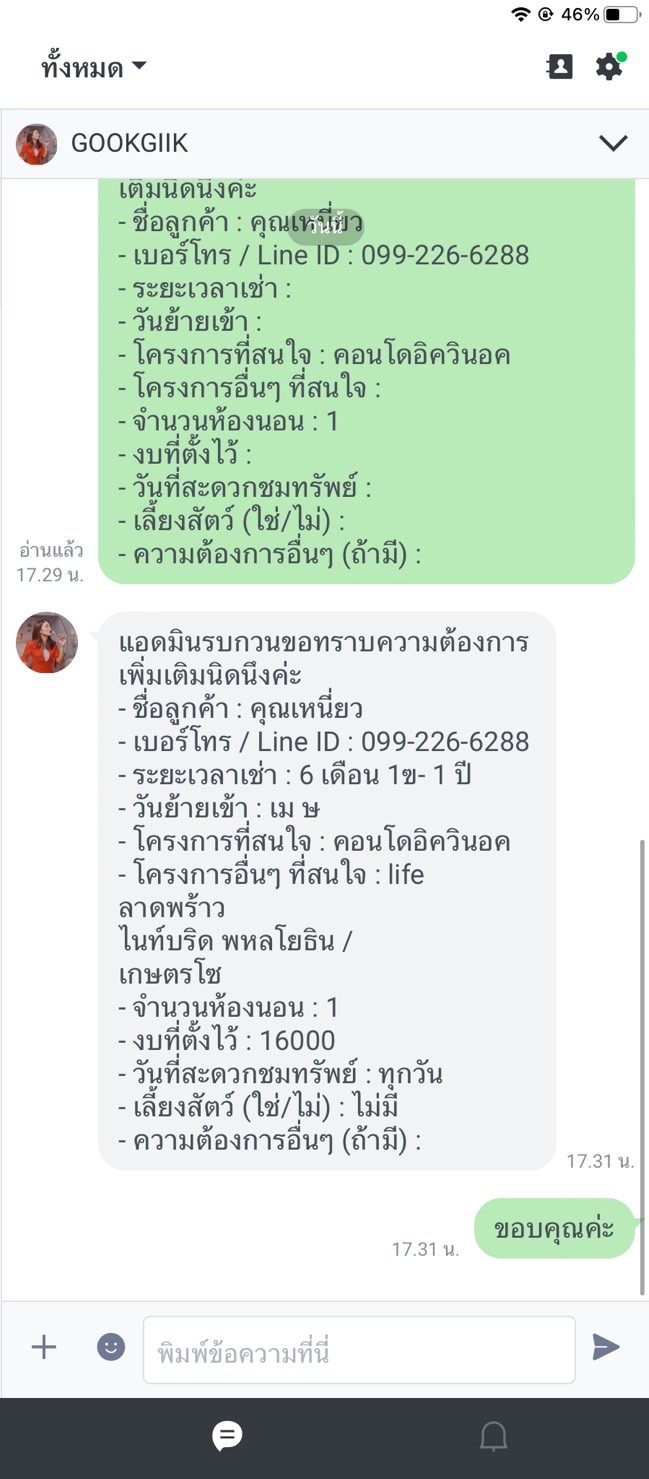 46%
ทั้งหมด
GOOKGIIK
เติมนิดนึงค่ะ
วันนี้
- ชื่อลูกค้า : คุณเหนี่ยว
- เบอร์โทร / Line ID : 099-226-6288
- ระยะเวลาเช่า :
- วันย้ายเข้า :
- โครงการที่สนใจ : คอนโดอิควินอค
- โครงการอื่นๆ ที่สนใจ :
- จำนวนห้องนอน : 1
- งบที่ตั้งไว้ :
- วันที่สะดวกชมทรัพย์ :
- เลี้ยงสัตว์ (ใช่/ไม่) :
- ความต้องการอื่นๆ (ถ้ามี) :
อ่านแล้ว
17.29 น.
แอดมินรบกวนขอทราบความต้องการ
เพิ่มเติมนิดนึงค่ะ
- ชื่อลูกค้า : คุณเหนี่ยว
- เบอร์โทร / Line ID : 099-226-6288
- ระยะเวลาเช่า : 6 เดือน 1ฃ- 1 ปี
- วันย้ายเข้า : เม ษ
- โครงการที่สนใจ : คอนโดอิควินอค
- โครงการอื่นๆ ที่สนใจ : life
ลาดพร้าว
ไนท์บริด พหลโยธิน /
เกษตรโซ
- จำนวนห้องนอน : 1
- งบที่ตั้งไว้ : 16000
- วันที่สะดวกชมทรัพย์ : ทุกวัน
- เลี้ยงสัตว์ (ใช่/ไม่) : ไม่มี
- ความต้องการอื่นๆ (ถ้ามี) :
17.31 น.
ขอบคุณค่ะ
17.31 น.
พิมพ์ข้อความที่นี่